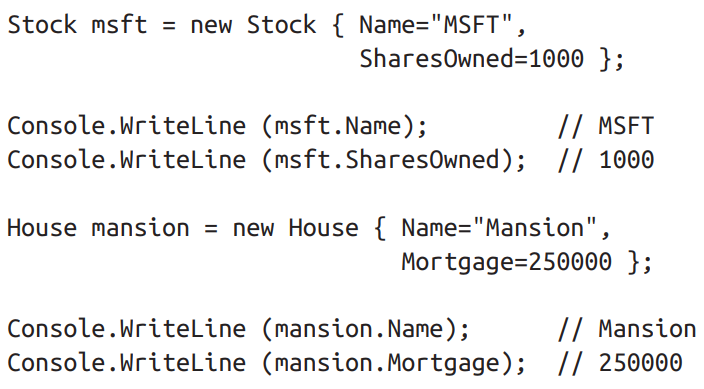 Stock msft = new Stock { Name="MSFT",
                         SharesOwned=1000 };

Console.WriteLine (msft.Name);         // MSFT
Console.WriteLine (msft.SharesOwned);  // 1000

House mansion = new House { Name="Mansion",
                            Mortgage=250000 };

Console.WriteLine (mansion.Name);      // Mansion
Console.WriteLine (mansion.Mortgage);  // 250000